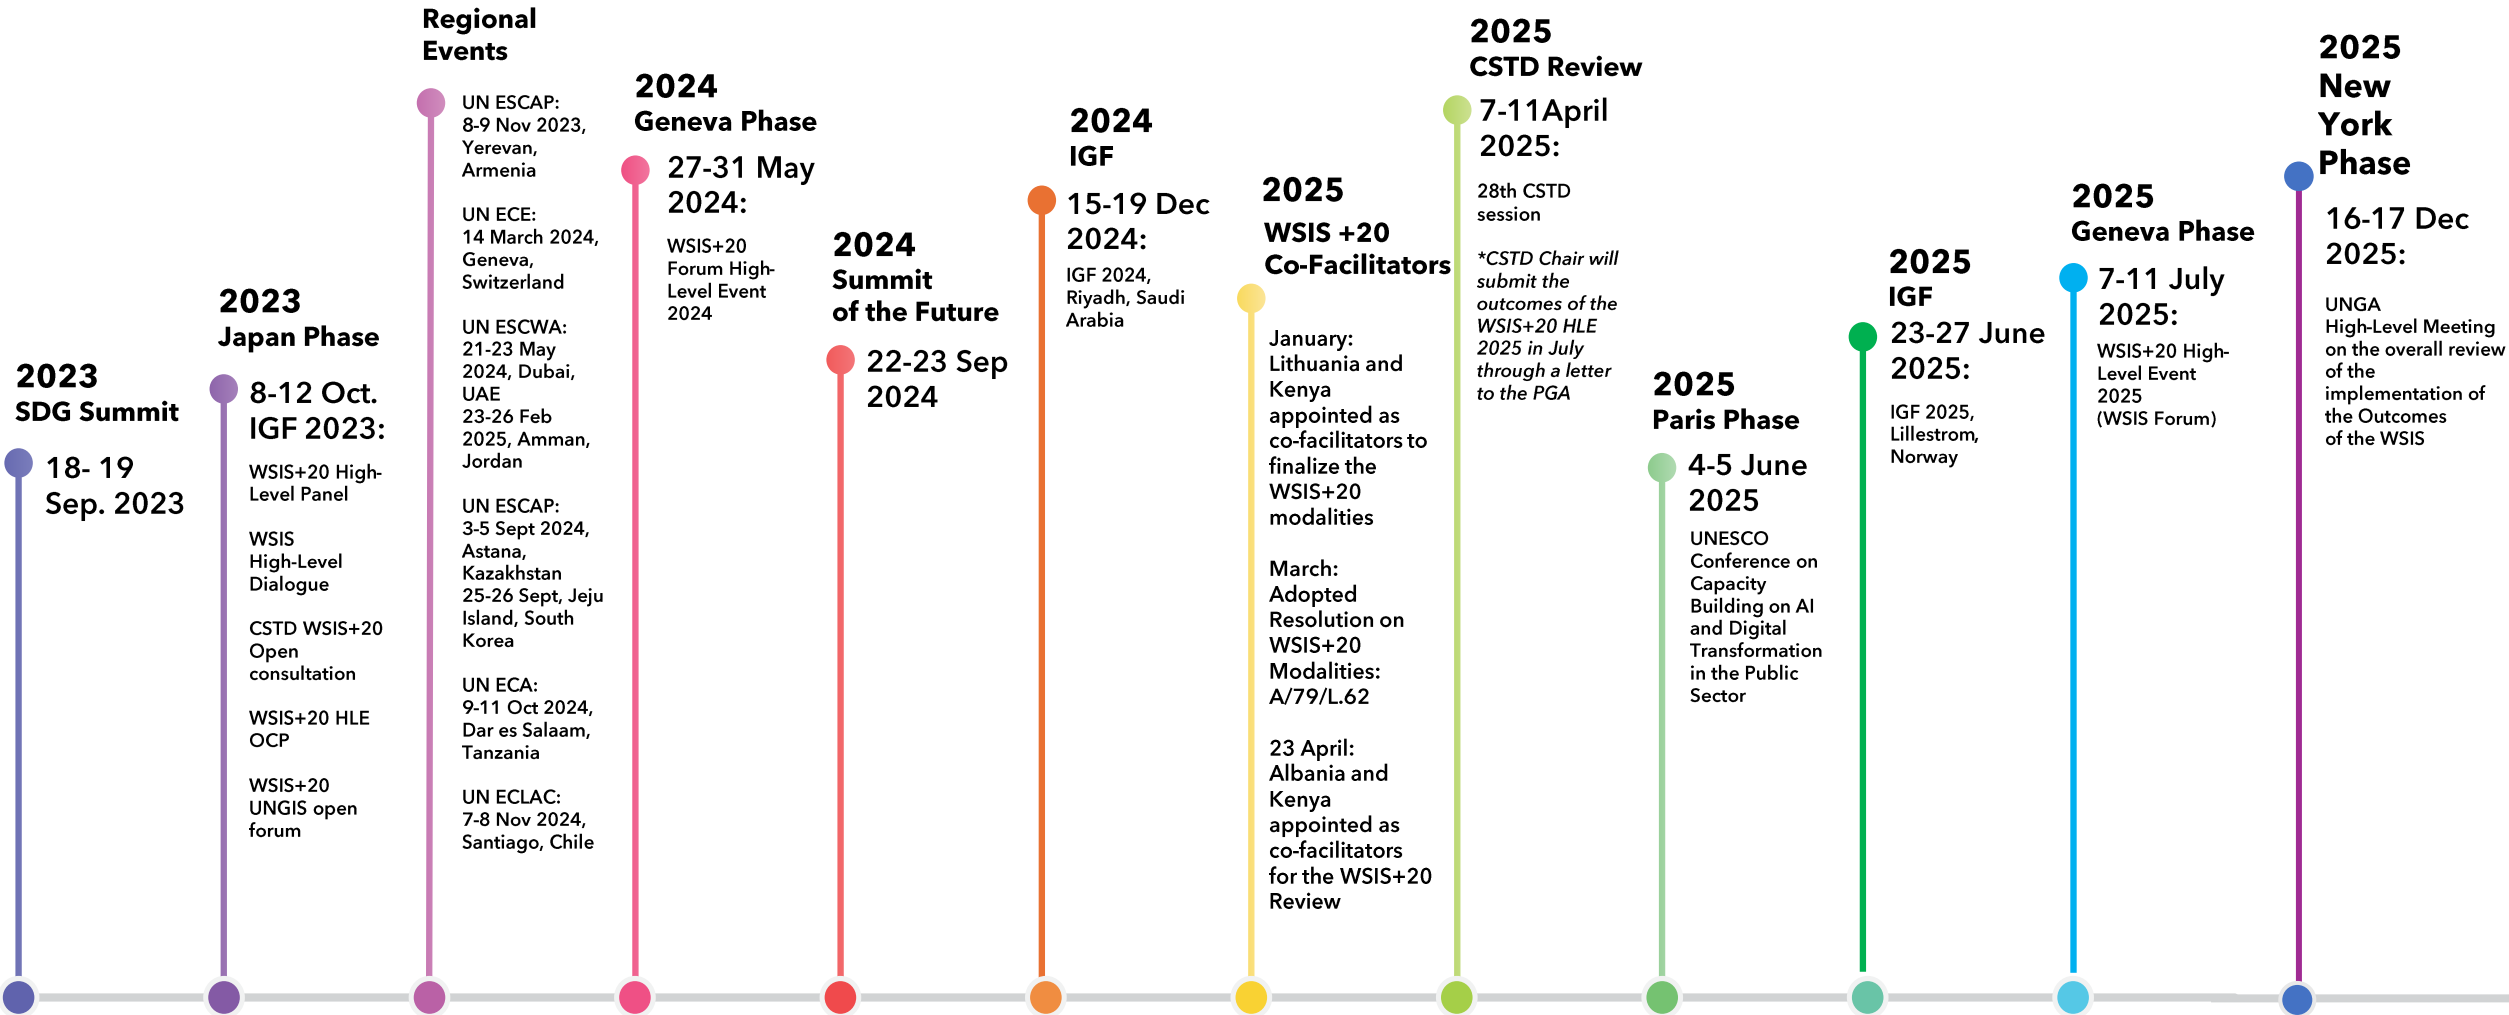 2023
SDG Summit
18- 19
Sep. 2023
2023
Japan Phase
8-12 Oct.
IGF 2023:
WSIS+20 High-
Level Panel
WSIS
High-Level
Dialogue
CSTD WSIS+20
Open
consultation
WSIS+20 HLE
OCP
WSIS+20
UNGIS open
forum
Regional
Events
UN ESCAP:
8-9 Nov 2023,
Yerevan,
Armenia
UN ECE:
14 March 2024,
Geneva,
Switzerland
UN ESCWA:
21-23 May
2024, Dubai,
UAE
23-26 Feb
2025, Amman,
Jordan
UN ESCAP:
3-5 Sept 2024,
Astana,
Kazakhstan
25-26 Sept, Jeju
Island, South
Korea
UN ECA:
9-11 Oct 2024,
Dar es Salaam,
Tanzania
UN ECLAC:
7-8 Nov 2024,
Santiago, Chile
2024
Geneva Phase
27-31 May
2024:
WSIS+20
Forum High-
Level Event
2024
2024
Summit
of the Future
22-23 Sep
2024
2024
IGF
15-19 Dec
2024:
IGF 2024,
Riyadh, Saudi
Arabia
2025
WSIS +20
Co-Facilitators
January:
Lithuania and
Kenya
appointed as
co-facilitators to
finalize the
WSIS+20
modalities
March:
Adopted
Resolution on
WSIS+20
Modalities:
A/79/L.62
23 April:
Albania and
Kenya
appointed as
co-facilitators
for the WSIS+20
Review
2025
CSTD Review
7-11April
2025:
28th CSTD
session
*CSTD Chair will
submit the
outcomes of the
WSIS+20 HLE
2025 in July
through a letter
to the PGA
2025
Paris Phase
4-5 June
2025
UNESCO
Conference on
Capacity
Building on AI
and Digital
Transformation
in the Public
Sector
2025
IGF
23-27 June
2025:
IGF 2025,
Lillestrom,
Norway
2025
Geneva Phase
7-11 July
2025:
WSIS+20 High-
Level Event
2025
(WSIS Forum)
2025
New
York
Phase
16-17 Dec
2025:
UNGA
High-Level Meeting
on the overall review
of the
implementation of
the Outcomes
of the WSIS